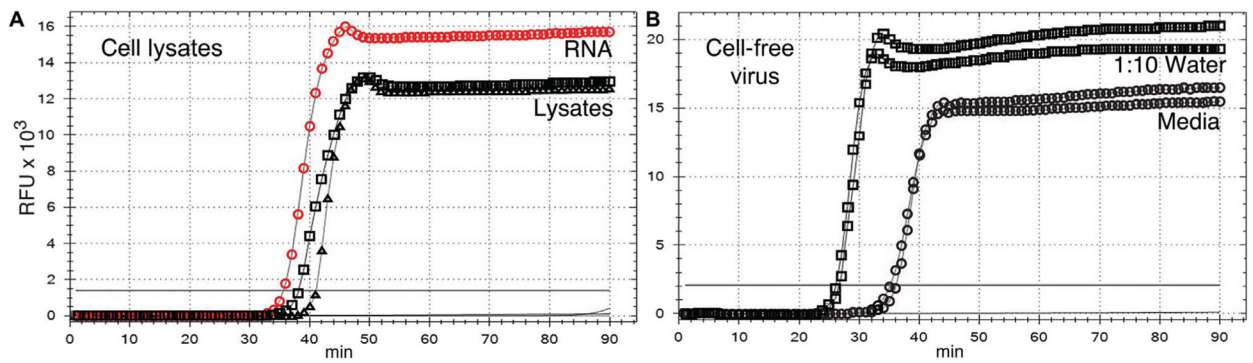 A
Cell lysates
RNA
Lysates
RFU x 10³
16
14
12
10
8
6
4
2
0
0 10 20 30 40 50 60 70 80 90
min
B
Cell-free
virus
1:10 Water
Media
20
15
10
5
0
0 10 20 30 40 50 60 70 80 90
min